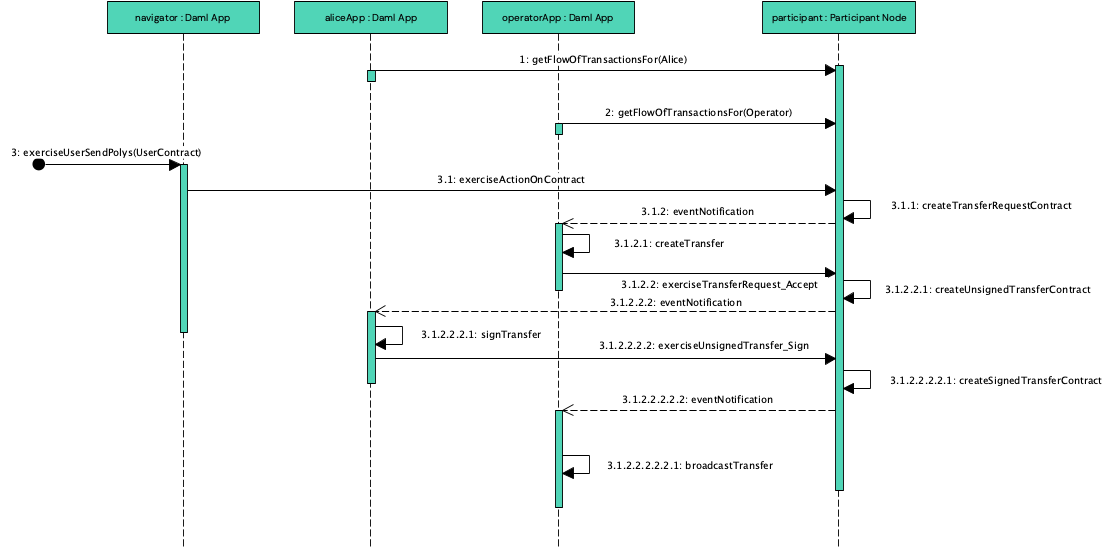 navigator : Daml App
aliceApp : Daml App
operatorApp : Daml App
participant : Participant Node
1: getFlowOfTransactionsFor(Alice)
2: getFlowOfTransactionsFor(Operator)
3: exerciseUserSendPolys(UserContract)
3.1: exerciseActionOnContract
3.1.1: createTransferRequestContract
3.1.2: eventNotification
3.1.2.1: createTransfer
3.1.2.2: exerciseTransferRequest_Accept
3.1.2.2.1: createUnsignedTransferContract
3.1.2.2.2: eventNotification
3.1.2.2.2.1: signTransfer
3.1.2.2.2.2: exerciseUnsignedTransfer_Sign
3.1.2.2.2.2.1: createSignedTransferContract
3.1.2.2.2.2.2: eventNotification
3.1.2.2.2.2.2.1: broadcastTransfer